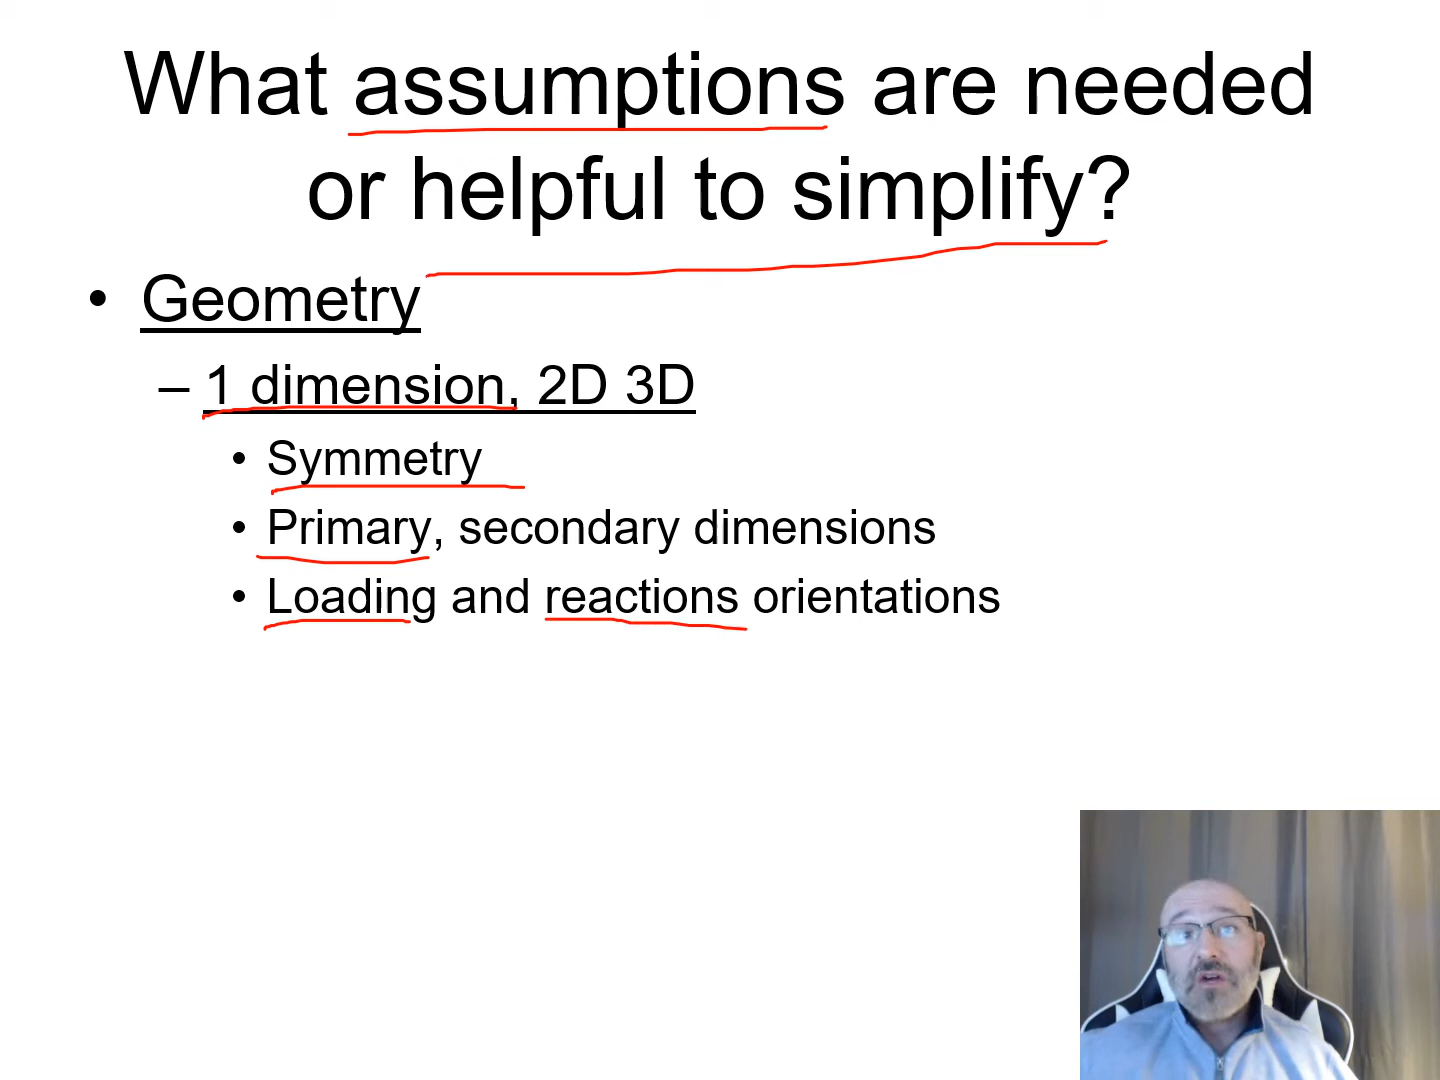 What assumptions are needed
or helpful to simplify?
• Geometry
– 1 dimension, 2D 3D
• Symmetry
• Primary, secondary dimensions
• Loading and reactions orientations